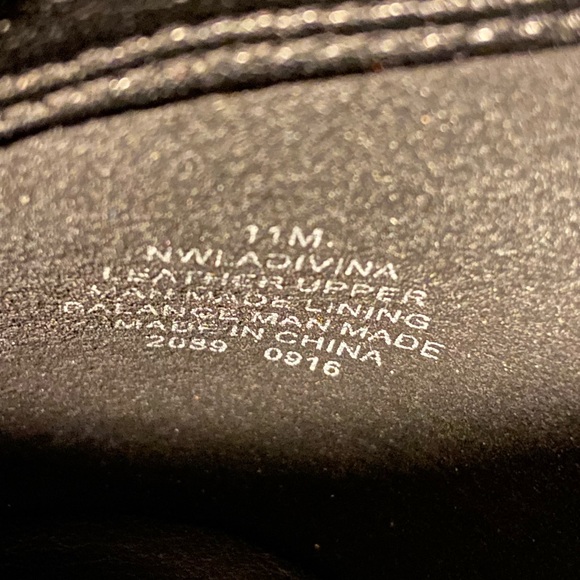 11M.
NWLADIVINA
LEATHER UPPER
MAN MADE LINING
BALANCE MAN MADE
MADE IN CHINA
2089 0916